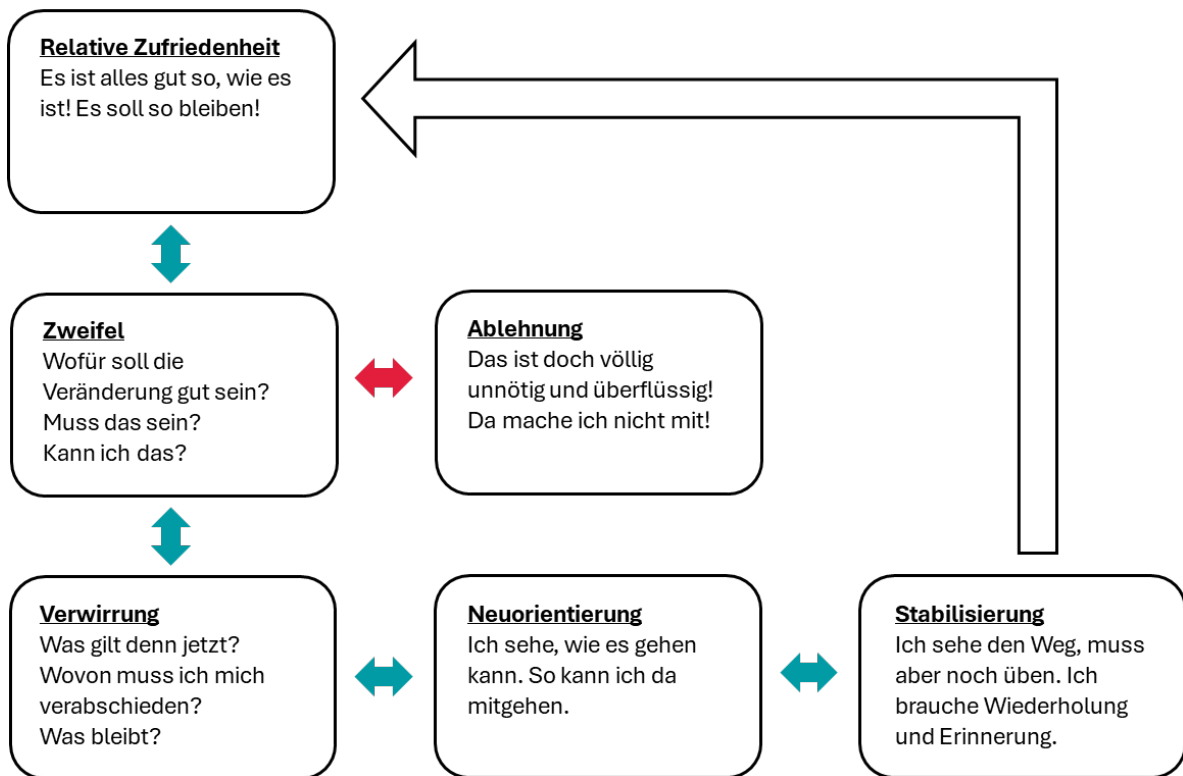 Relative Zufriedenheit
Es ist alles gut so, wie es
ist! Es soll so bleiben!
Zweifel
Wofür soll die
Veränderung gut sein?
Muss das sein?
Kann ich das?
Ablehnung
Das ist doch völlig
unnötig und überflüssig!
Da mache ich nicht mit!
Verwirrung
Was gilt denn jetzt?
Wovon muss ich mich
verabschieden?
Was bleibt?
Neuorientierung
Ich sehe, wie es gehen
kann. So kann ich da
mitgehen.
Stabilisierung
Ich sehe den Weg, muss
aber noch üben. Ich
brauche Wiederholung
und Erinnerung.